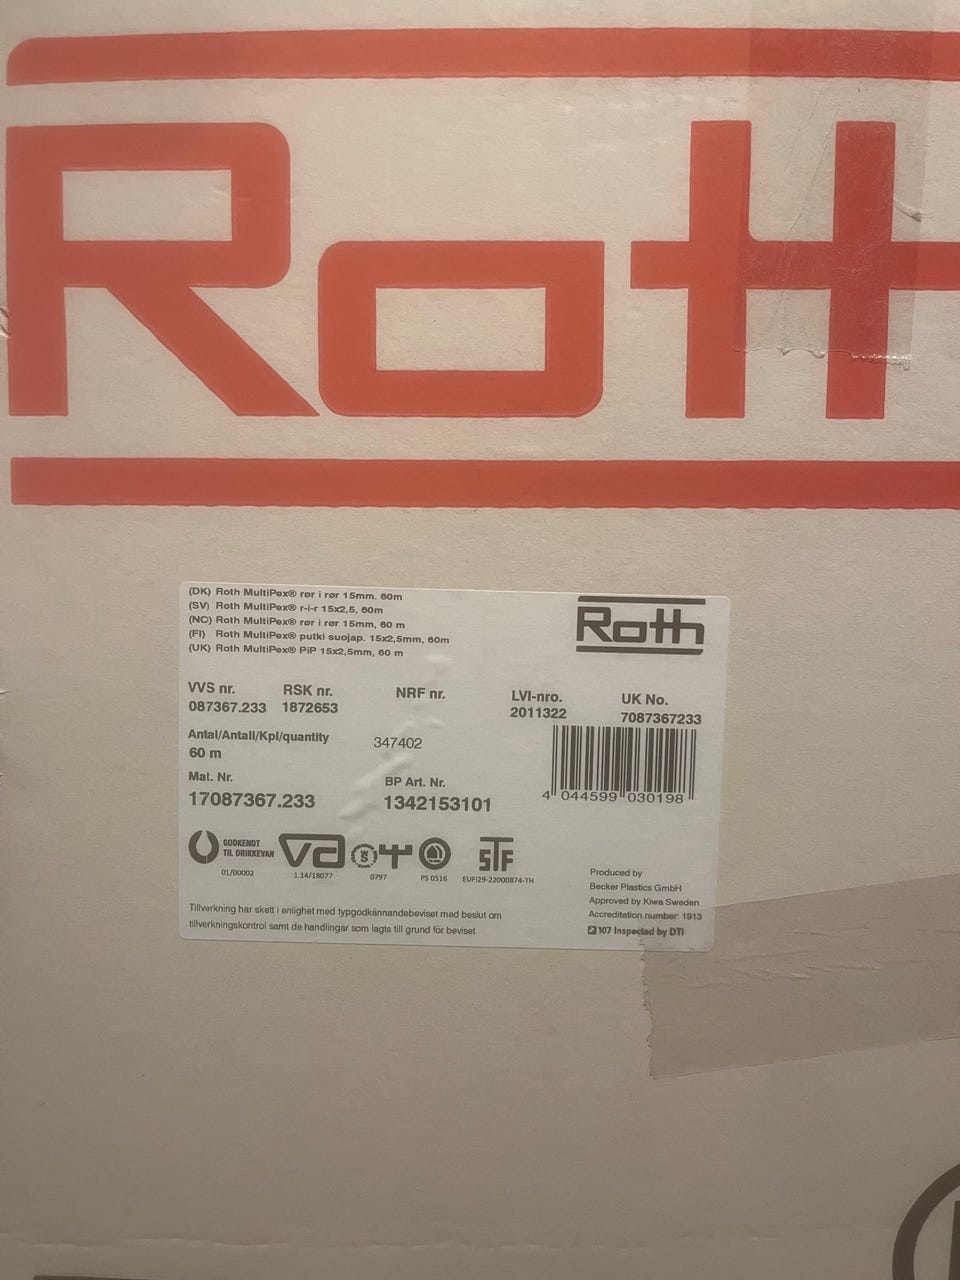 Roth
(DK) Roth MultiPex® rør i rør 15mm. 60m
(SV) Roth MultiPex® r-i-r 15x2,5, 60m
(NO) Roth MultiPex® rør i rør 15mm, 60 m
(FI) Roth MultiPex® putki suojap. 15x2,5mm, 60m
(UK) Roth MultiPex® PiP 15x2,5mm, 60 m
Roth
VVS nr. RSK nr. NRF nr. LVI-nro. UK No.
087367.233 1872653 2011322 7087367233
Antal/Antall/Kpl/quantity 347402
60 m
Mat. Nr. BP Art. Nr.
17087367.233 1342153101
4 044599 030198
GODKENDT
TIL DRIKKEVAN
va
STF
01/00002 1.14/18077 0797 PS 0516 EUFI29-22000874-TH
Tillverkning har skett i enlighet med typgodkännandebeviset med beslut om
tillverkningskontrol samt de handlingar som lagts till grund för beviset
Produced by
Becker Plastics GmbH
Approved by Kiwa Sweden
Accreditation number: 1913
107 Inspected by DTI